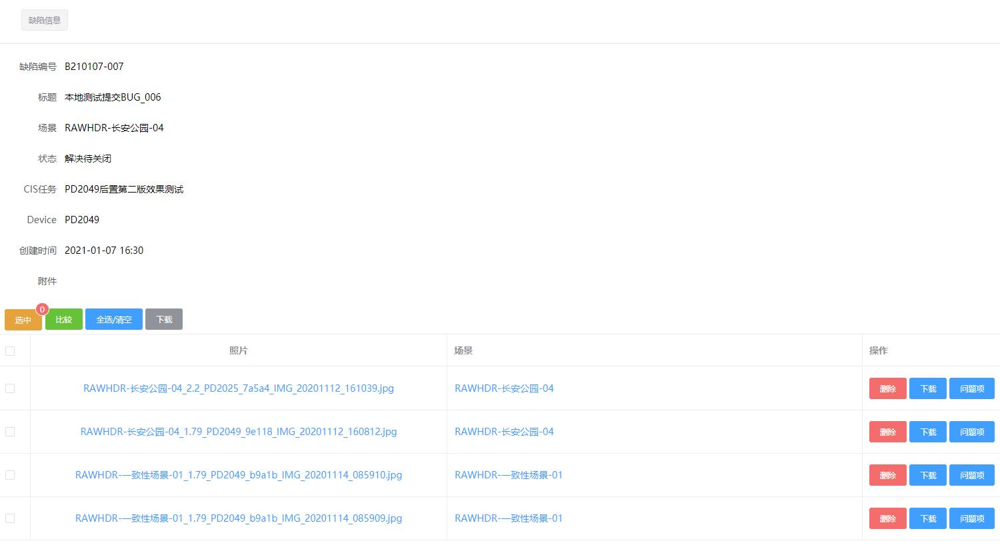 缺陷信息
缺陷编号 B210107-007
标题 本地测试提交BUG_006
场景 RAWHDR-长安公园-04
状态 解决待关闭
CIS任务 PD2049后置第二版效果测试
Device PD2049
创建时间 2021-01-07 16:30
附件
选中 0 比较 全选/清空 下载
照片 场景 操作
RAWHDR-长安公园-04_2.2_PD2025_7a5a4_IMG_20201112_161039.jpg RAWHDR-长安公园-04 删除 下载 问题项
RAWHDR-长安公园-04_1.79_PD2049_9e118_IMG_20201112_160812.jpg RAWHDR-长安公园-04 删除 下载 问题项
RAWHDR-一致性场景-01_1.79_PD2049_b9a1b_IMG_20201114_085910.jpg RAWHDR-一致性场景-01 删除 下载 问题项
RAWHDR-一致性场景-01_1.79_PD2049_b9a1b_IMG_20201114_085909.jpg RAWHDR-一致性场景-01 删除 下载 问题项